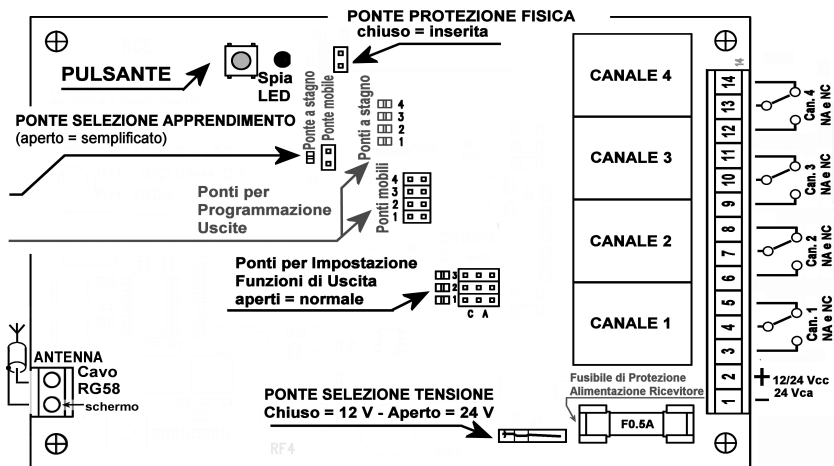 PONTE PROTEZIONE FISICA
chiuso = inserita
PULSANTE
Spia
LED
PONTE SELEZIONE APPRENDIMENTO
(aperto = semplificato)
Ponte a stagno
Ponte mobile
Ponti a stagno
4
3
2
1
Ponti mobili
4
3
2
1
Ponti per
Programmazione
Uscite
Ponti per Impostazione
Funzioni di Uscita
aperti = normale
3
2
1
C A
CANALE 4
CANALE 3
CANALE 2
CANALE 1
14
14
13
12
11
10
9
8
7
6
5
4
3
2
1
Can. 4
NA e NC
Can. 3
NA e NC
Can. 2
NA e NC
Can. 1
NA e NC
+ 12/24 Vcc
− 24 Vca
ANTENNA
Cavo
RG58
schermo
PONTE SELEZIONE TENSIONE
Chiuso = 12 V - Aperto = 24 V
Fusibile di Protezione
Alimentazione Ricevitore
F0.5A
RF4